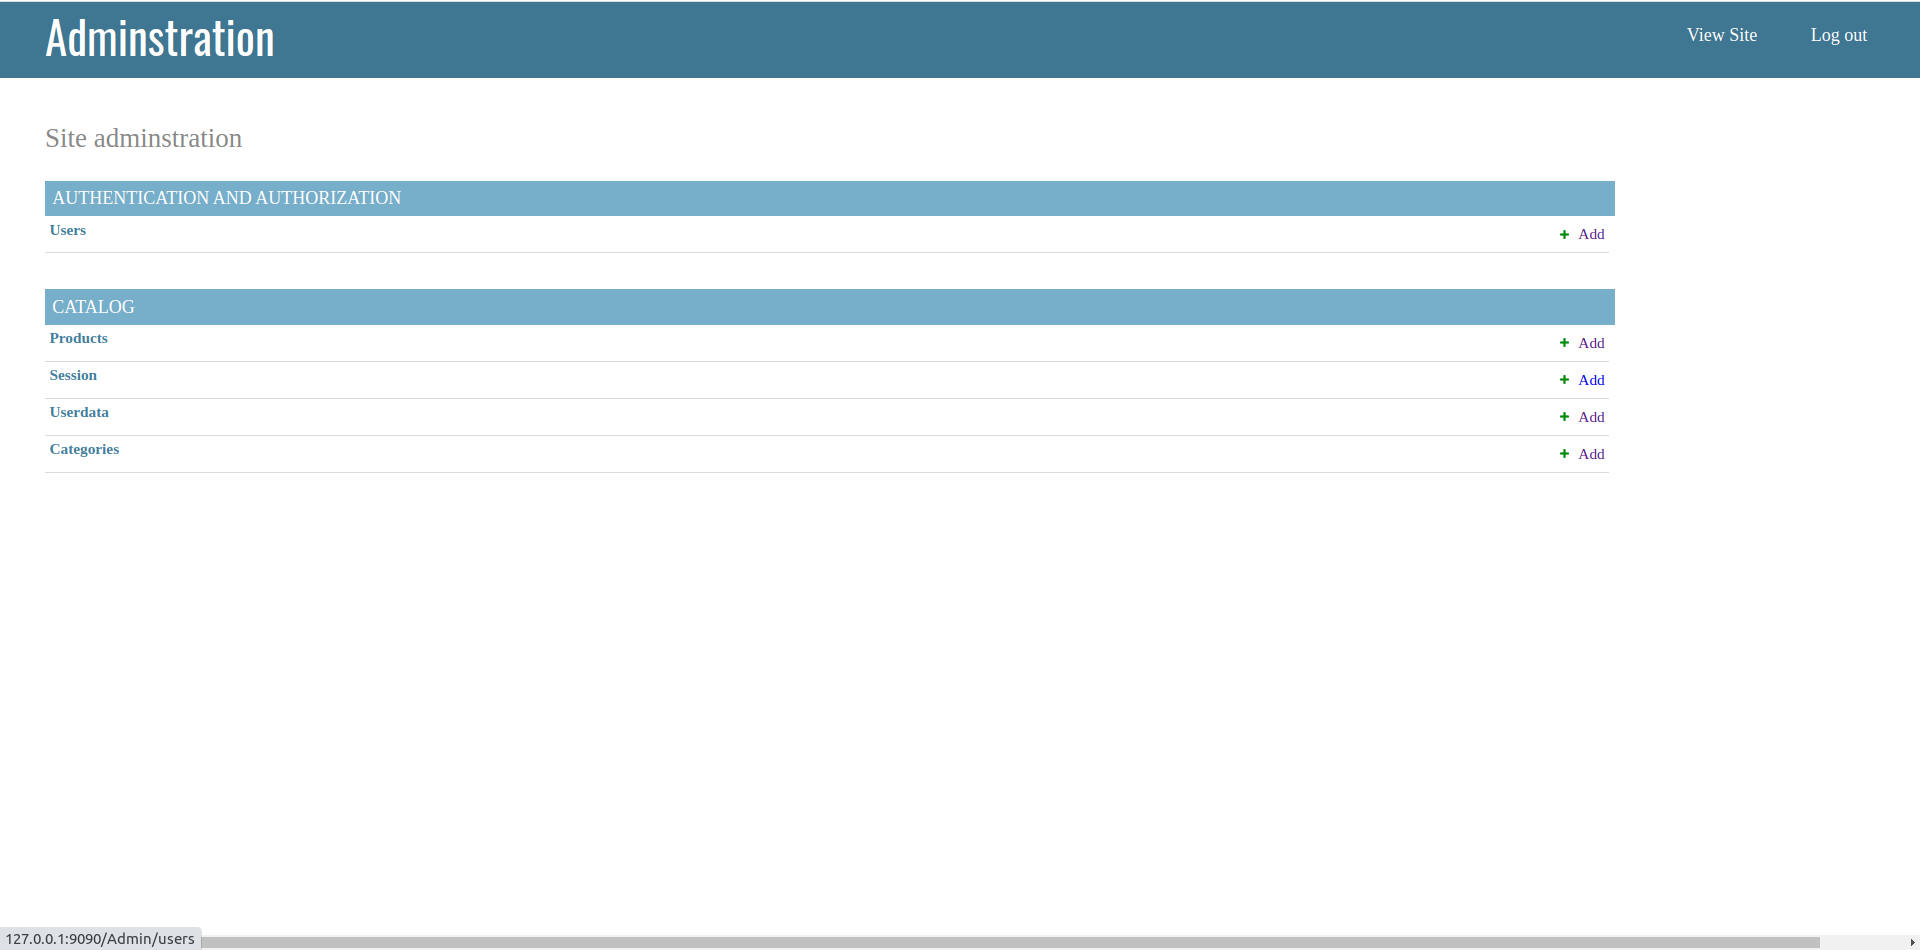 Adminstration
View Site
Log out
Site adminstration
AUTHENTICATION AND AUTHORIZATION
Users
+ Add
CATALOG
Products
+ Add
Session
+ Add
Userdata
+ Add
Categories
+ Add
127.0.0.1:9090/Admin/users